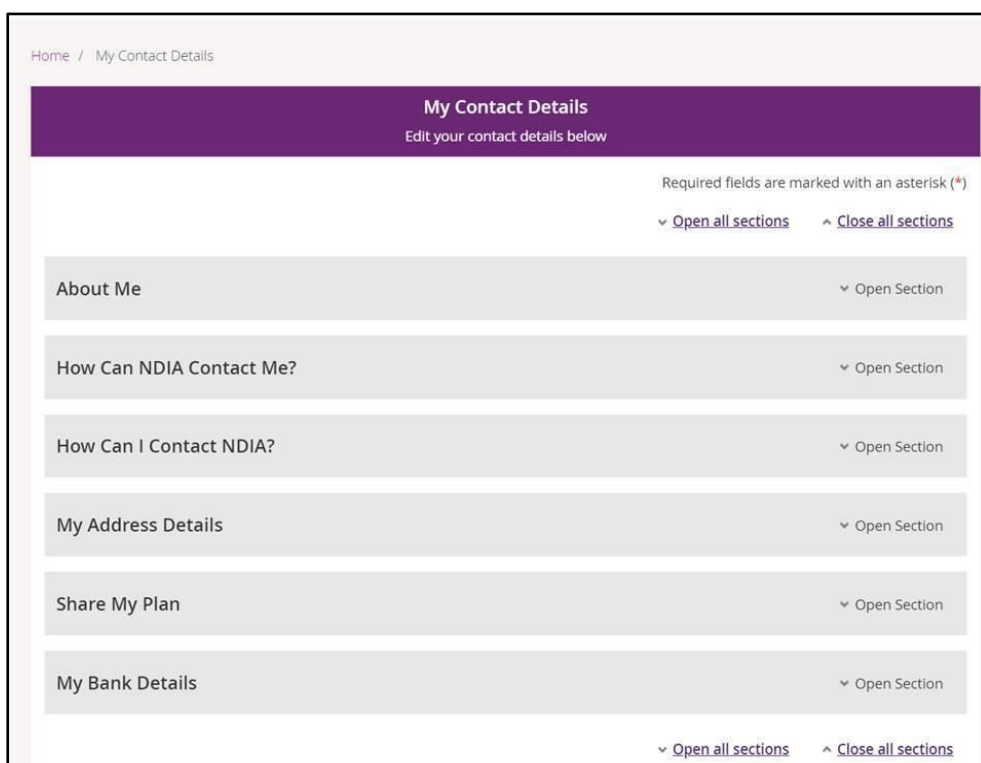 Home / My Contact Details
My Contact Details
Edit your contact details below
Required fields are marked with an asterisk (*)
Open all sections Close all sections
About Me Open Section
How Can NDIA Contact Me? Open Section
How Can I Contact NDIA? Open Section
My Address Details Open Section
Share My Plan Open Section
My Bank Details Open Section
Open all sections Close all sections